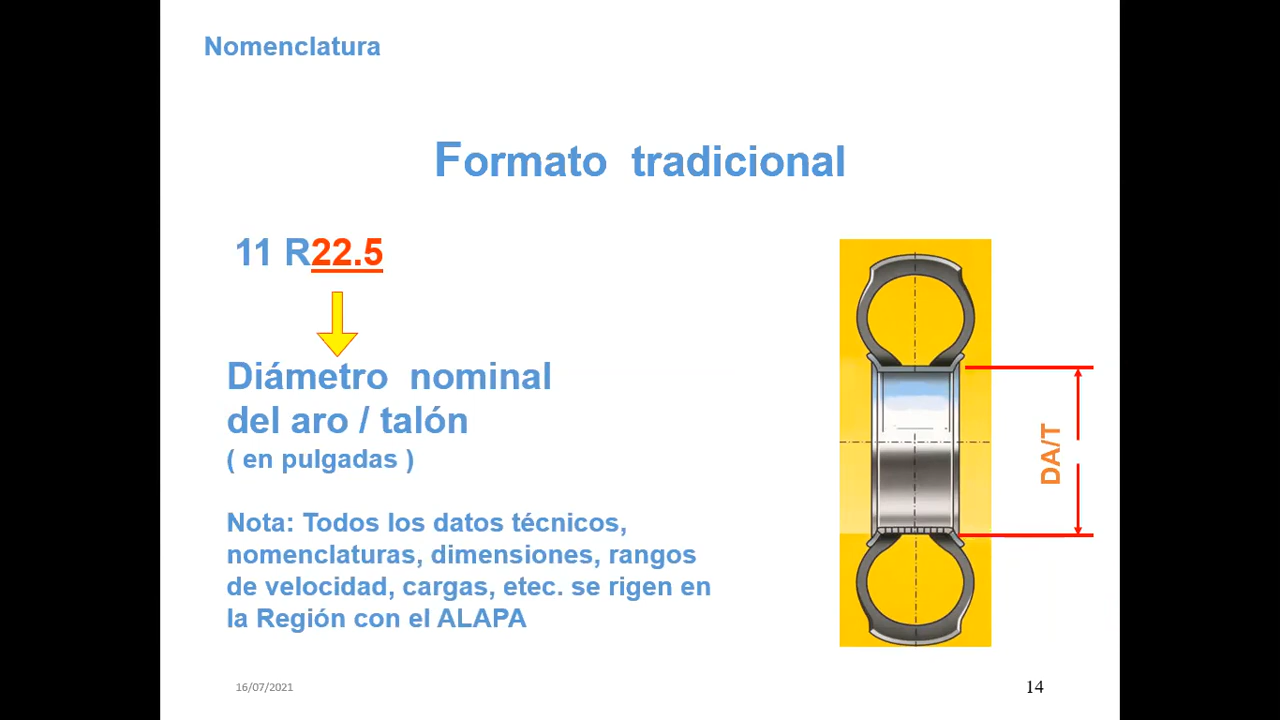 Nomenclatura
Formato tradicional
11 R22.5
Diámetro nominal
del aro / talón
( en pulgadas )
DA/T
Nota: Todos los datos técnicos,
nomenclaturas, dimensiones, rangos
de velocidad, cargas, etec. se rigen en
la Región con el ALAPA
16/07/2021
14